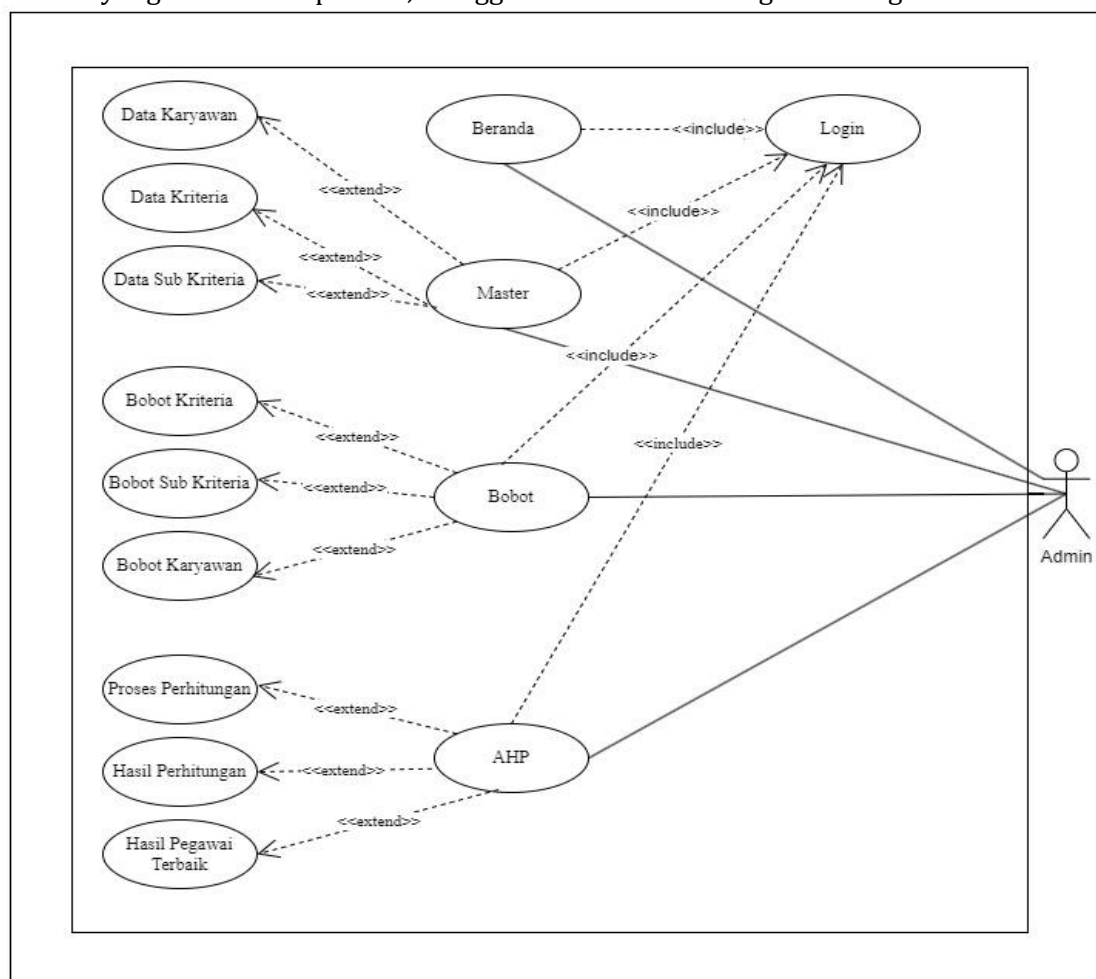 Data Karyawan
Beranda
<<include>>
Login
<<extend>>
Data Kriteria
<<include>>
<<extend>>
Data Sub Kriteria
<<extend>>
Master
<<include>>
Bobot Kriteria
<<extend>>
<<include>>
Bobot Sub Kriteria
<<extend>>
Bobot
<<extend>>
Bobot Karyawan
Admin
Proses Perhitungan
<<extend>>
AHP
Hasil Perhitungan
<<extend>>
<<extend>>
Hasil Pegawai
Terbaik